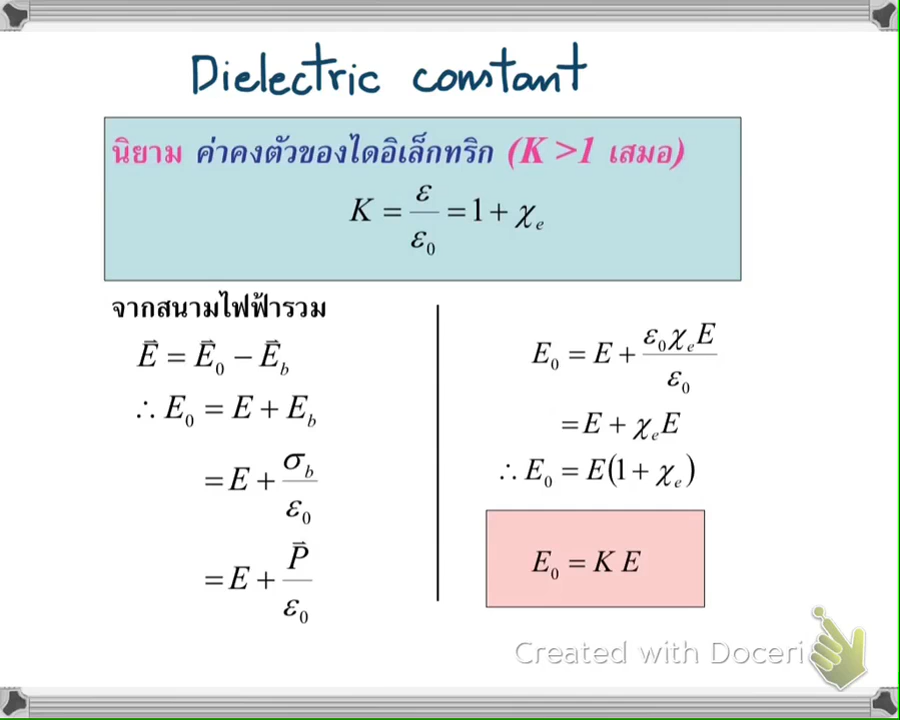 Dielectric constant
นิยาม ค่าคงตัวของไดอิเล็กทริก (K >1 เสมอ)
K = ε / ε₀ = 1 + χₑ
จากสนามไฟฟ้ารวม
E⃗ = E⃗₀ − E⃗_b
∴ E₀ = E + E_b
= E + σ_b / ε₀
= E + P⃗ / ε₀
E₀ = E + ε₀χₑE / ε₀
= E + χₑE
∴ E₀ = E(1 + χₑ)
E₀ = K E
Created with Doceri